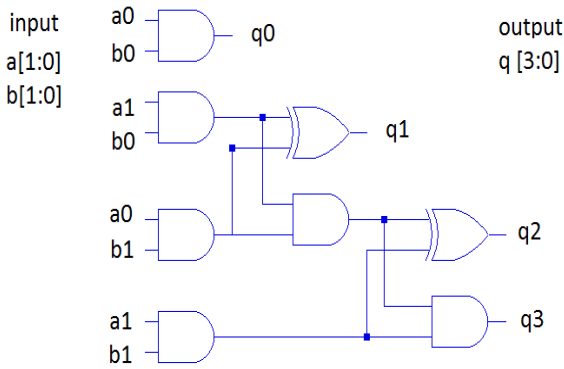 input
a[1:0]
b[1:0]
a0
b0
q0
output
q [3:0]
a1
b0
q1
a0
b1
q2
a1
b1
q3